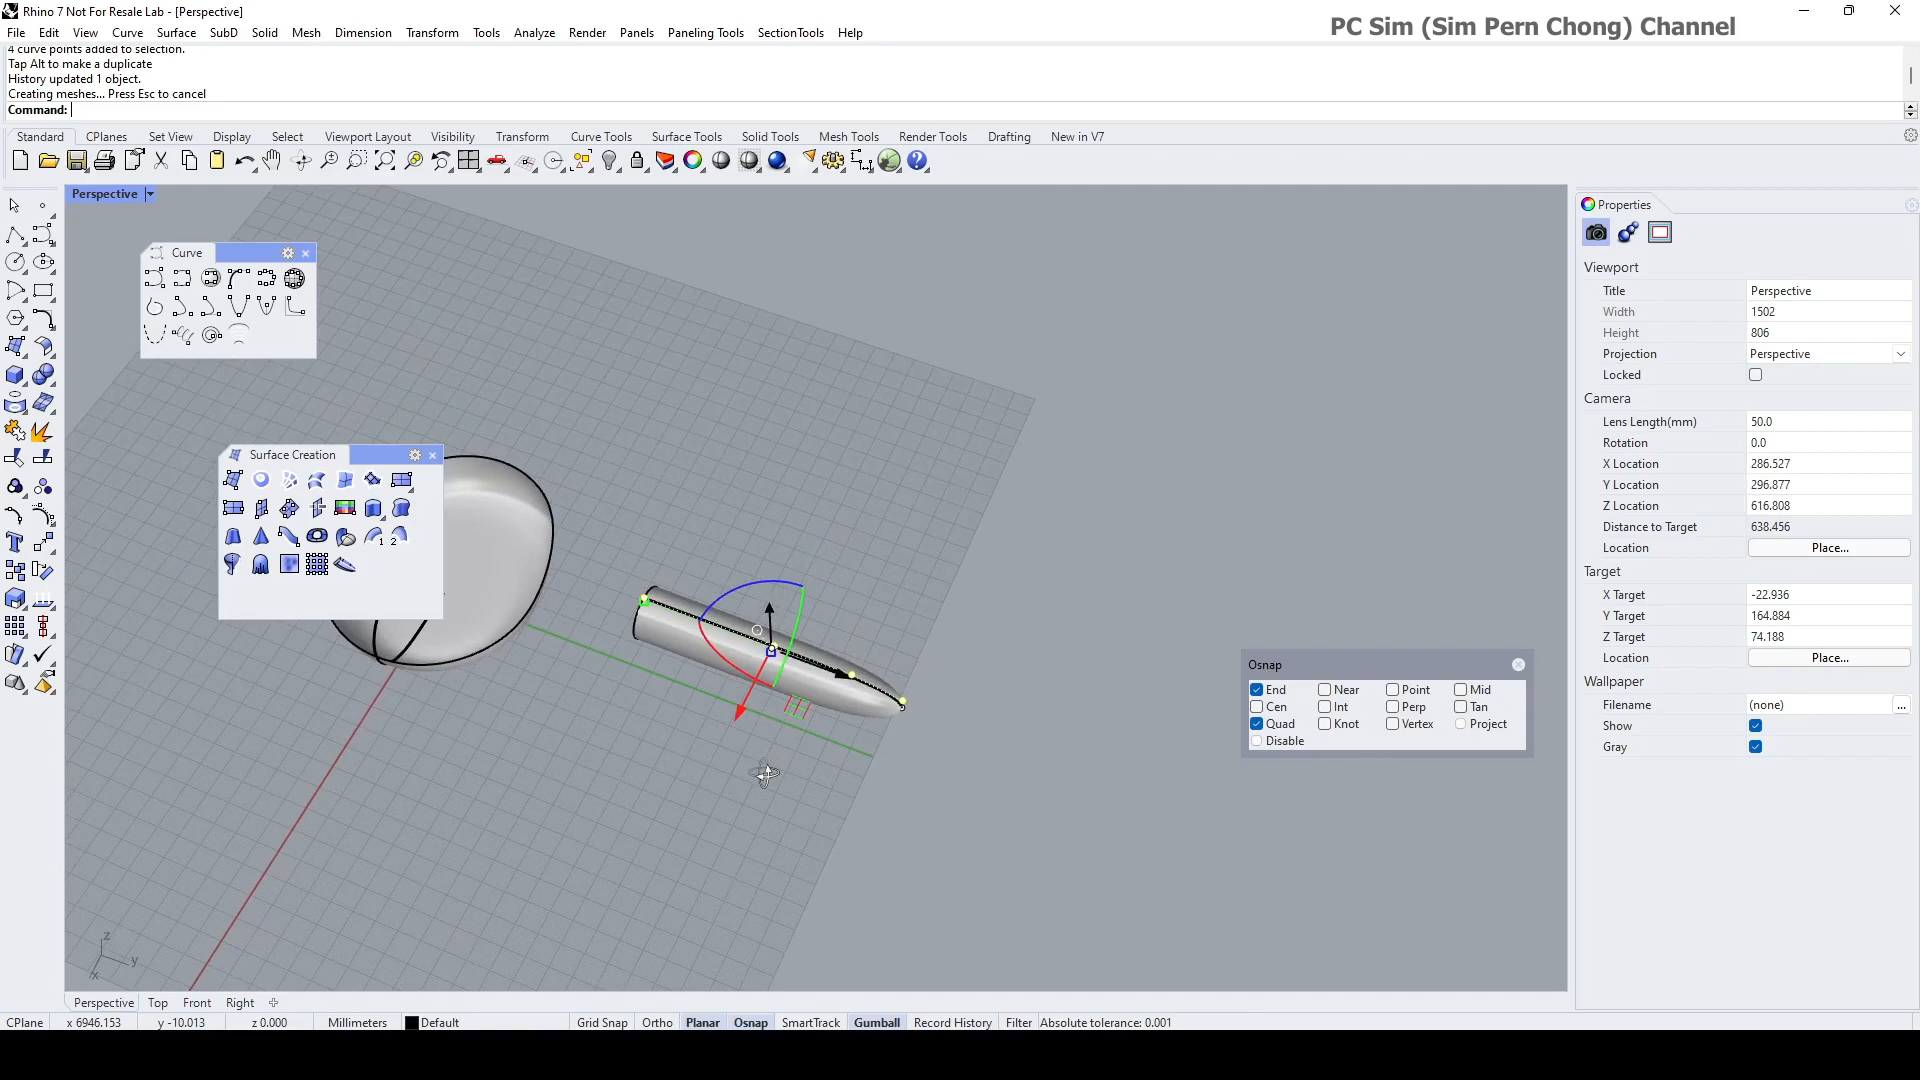 Rhino 7 Not For Resale Lab - [Perspective]
PC Sim (Sim Pern Chong) Channel
File Edit View Curve Surface SubD Solid Mesh Dimension Transform Tools Analyze Render Panels Paneling Tools SectionTools Help
4 curve points added to selection.
Tap Alt to make a duplicate
History updated 1 object.
Creating meshes... Press Esc to cancel
Command:
Standard CPlanes Set View Display Select Viewport Layout Visibility Transform Curve Tools Surface Tools Solid Tools Mesh Tools Render Tools Drafting New in V7
Perspective
Curve
Surface Creation
1 2
z
y
x
Osnap
End Near Point Mid
Cen Int Perp Tan
Quad Knot Vertex Project
Disable
Properties
Viewport
Title Perspective
Width 1502
Height 806
Projection Perspective
Locked
Camera
Lens Length(mm) 50.0
Rotation 0.0
X Location 286.527
Y Location 296.877
Z Location 616.808
Distance to Target 638.456
Location Place...
Target
X Target -22.936
Y Target 164.884
Z Target 74.188
Location Place...
Wallpaper
Filename (none) ...
Show
Gray
Perspective Top Front Right
CPlane x 6946.153 y -10.013 z 0.000 Millimeters Default Grid Snap Ortho Planar Osnap SmartTrack Gumball Record History Filter Absolute tolerance: 0.001